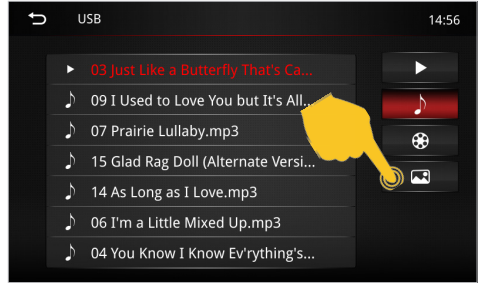 USB
14:56
03 Just Like a Butterfly That's Ca...
09 I Used to Love You but It's All...
07 Prairie Lullaby.mp3
15 Glad Rag Doll (Alternate Versi...
14 As Long as I Love.mp3
06 I'm a Little Mixed Up.mp3
04 You Know I Know Ev'rything's...